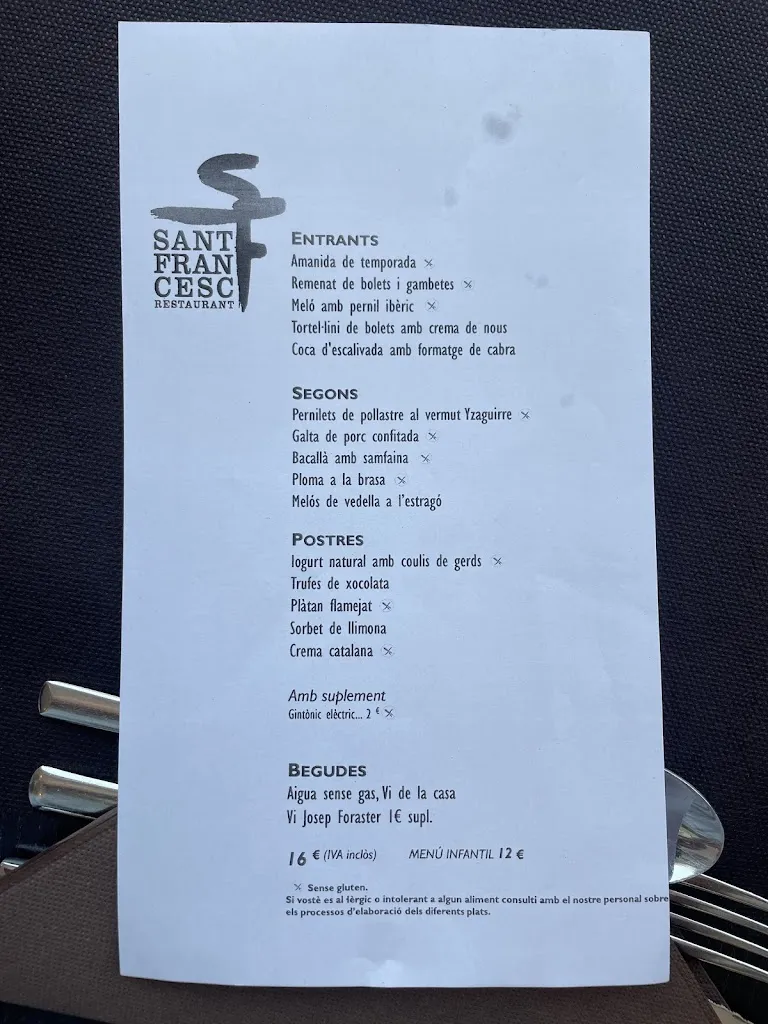 SANT
FRAN
CESC
RESTAURANT
ENTRANTS
Amanida de temporada
Remenat de bolets i gambetes
Meló amb pernil ibèric
Tortel·lini de bolets amb crema de nous
Coca d'escalivada amb formatge de cabra
SEGONS
Pernilets de pollastre al vermut Yzaguirre
Galta de porc confitada
Bacallà amb samfaina
Ploma a la brasa
Melós de vedella a l'estragó
POSTRES
Iogurt natural amb coulis de gerds
Trufes de xocolata
Plàtan flamejat
Sorbet de llimona
Crema catalana
Amb suplement
Gintònic elèctric... 2 €
BEGUDES
Aigua sense gas, Vi de la casa
Vi Josep Foraster 1€ supl.
16 € (IVA inclòs) MENÚ INFANTIL 12 €
Sense gluten.
Si vostè es al·lèrgic o intolerant a algun aliment consulti amb el nostre personal sobre
els processos d'elaboració dels diferents plats.